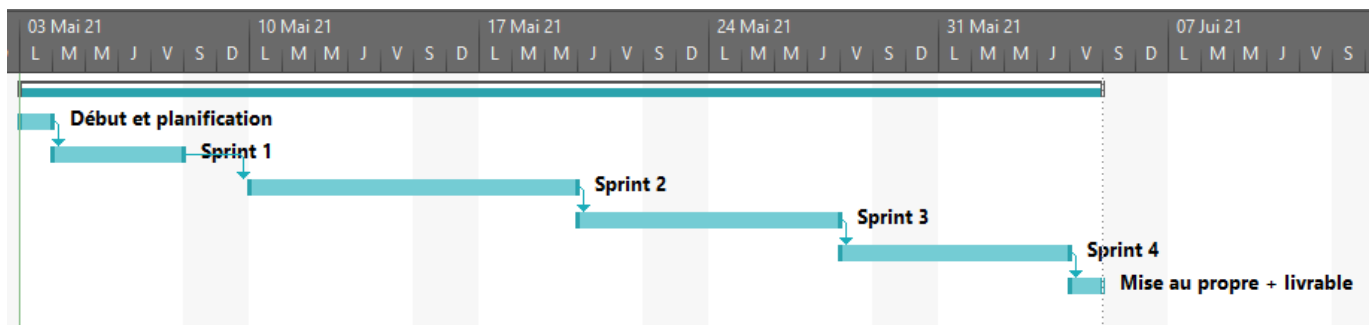 03 Mai 21 10 Mai 21 17 Mai 21 24 Mai 21 31 Mai 21 07 Jui 21
L M M J V S D L M M J V S D L M M J V S D L M M J V S D L M M J V S D L M M J V S
Début et planification
Sprint 1
Sprint 2
Sprint 3
Sprint 4
Mise au propre + livrable